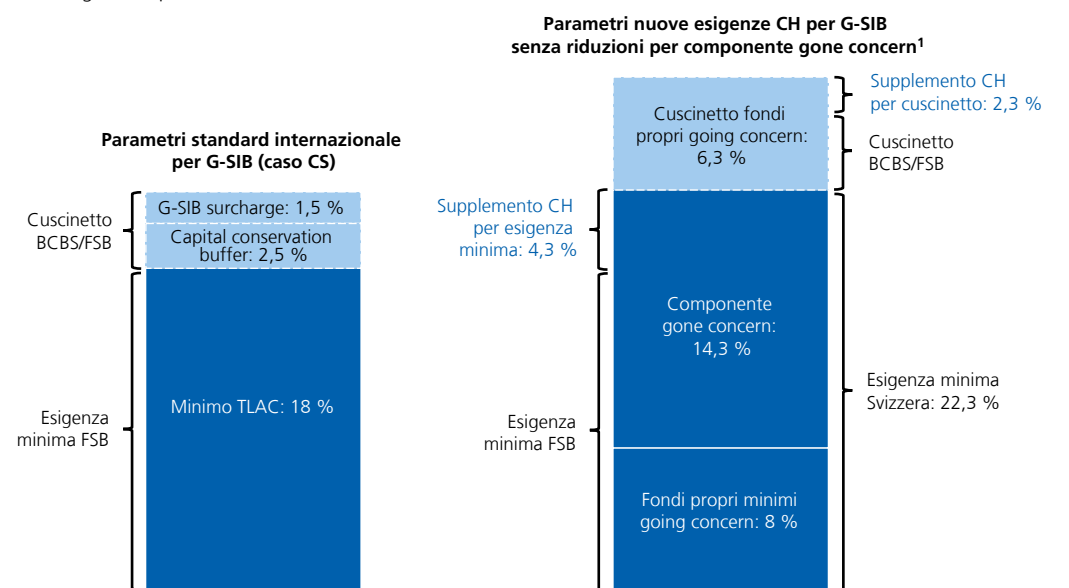 Parametri nuove esigenze CH per G-SIB
senza riduzioni per componente gone concern¹
Supplemento CH
per cuscinetto: 2,3 %
Cuscinetto fondi
propri going concern:
6,3 %
Cuscinetto
BCBS/FSB
Parametri standard internazionale
per G-SIB (caso CS)
Cuscinetto
BCBS/FSB
G-SIB surcharge: 1,5 %
Capital conservation
buffer: 2,5 %
Supplemento CH
per esigenza
minima: 4,3 %
Componente
gone concern:
14,3 %
Esigenza
minima FSB
Minimo TLAC: 18 %
Esigenza
minima FSB
Esigenza minima
Svizzera: 22,3 %
Fondi propri minimi
going concern: 8 %